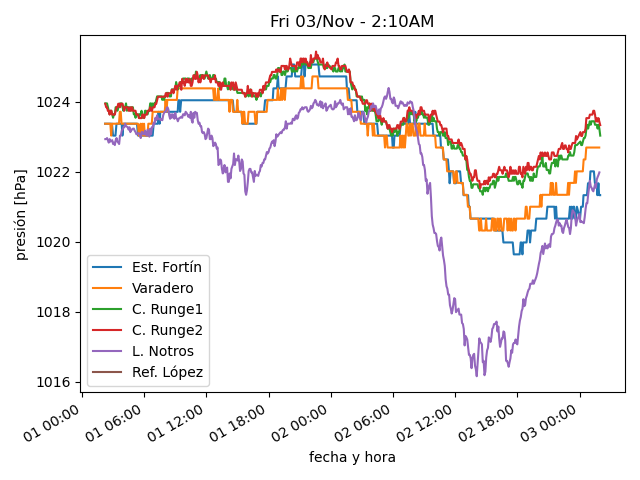 Fri 03/Nov - 2:10AM
presión [hPa]
1024
1022
1020
1018
1016
Est. Fortín
Varadero
C. Runge1
C. Runge2
L. Notros
Ref. López
01 00:00
01 06:00
01 12:00
01 18:00
02 00:00
02 06:00
02 12:00
02 18:00
03 00:00
fecha y hora